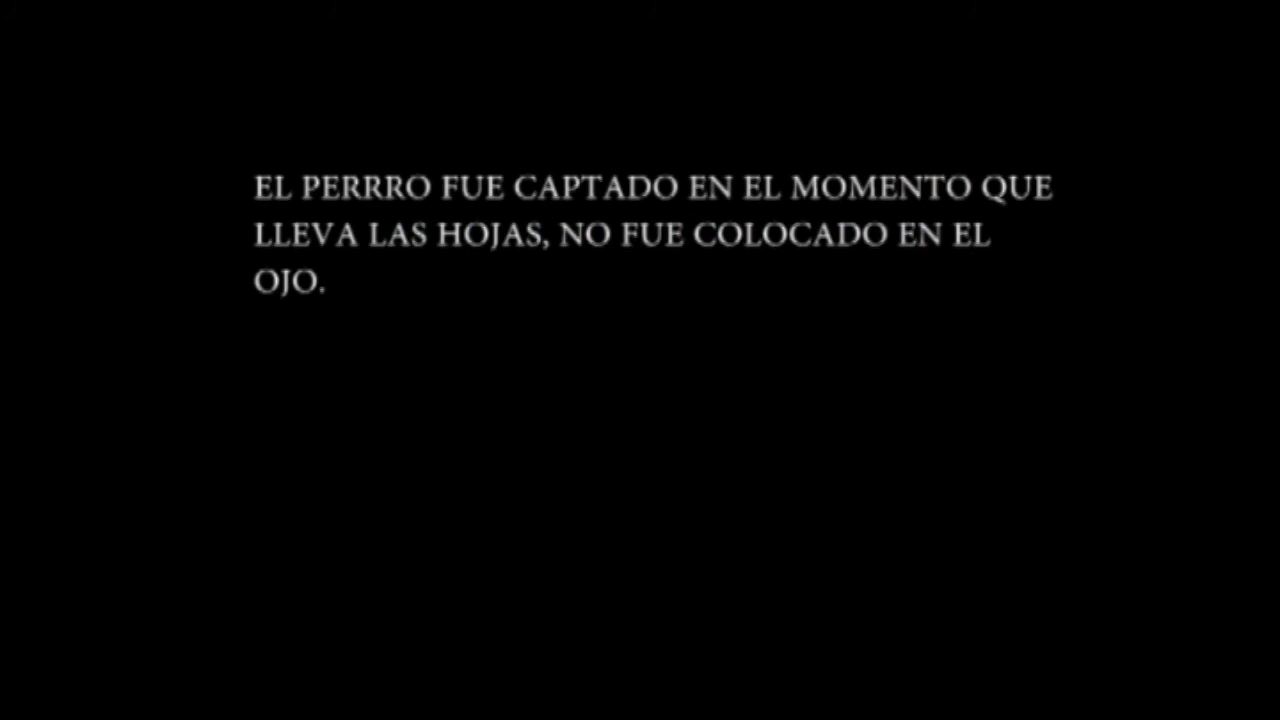 EL PERRRO FUE CAPTADO EN EL MOMENTO QUE
LLEVA LAS HOJAS, NO FUE COLOCADO EN EL
OJO.